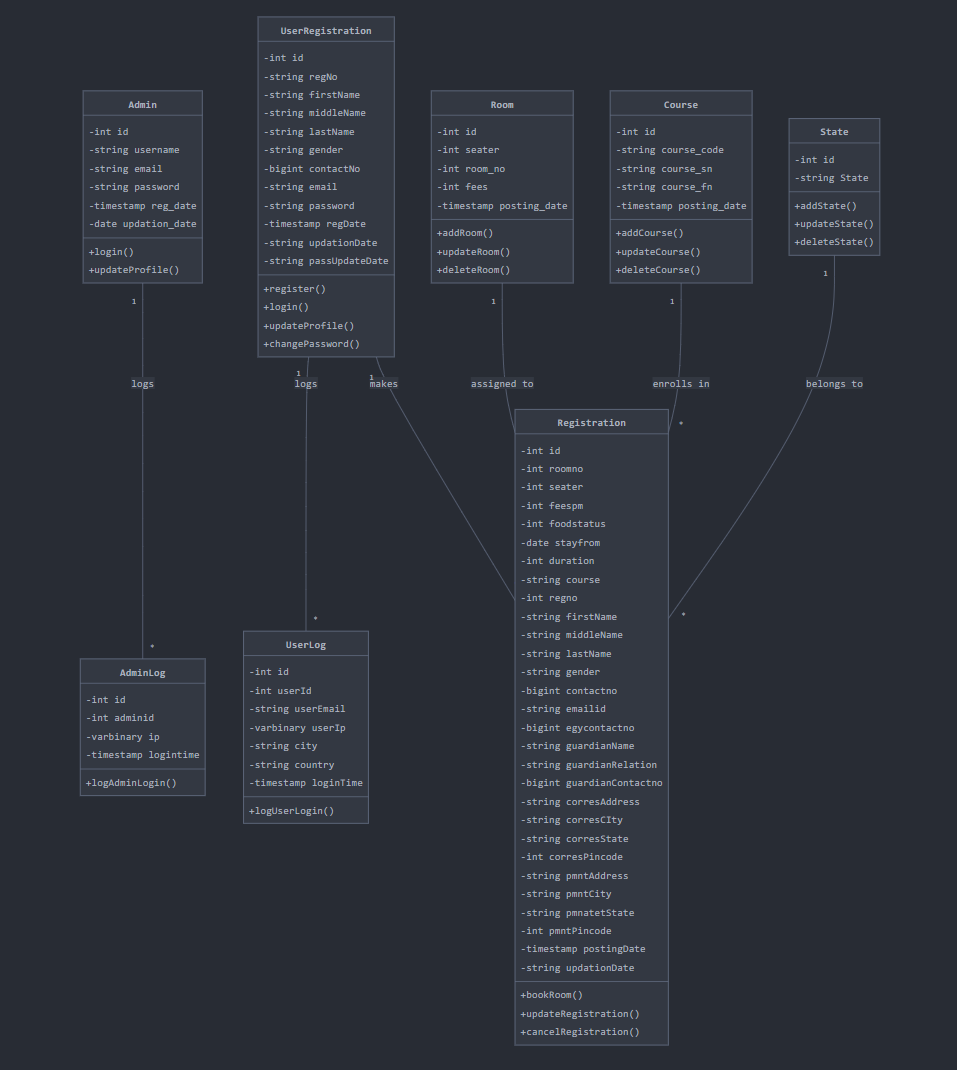 UserRegistration
-int id
-string regNo
-string firstName
-string middleName
-string lastName
-string gender
-bigint contactNo
-string email
-string password
-timestamp regDate
-string updationDate
-string passUpdateDate
+register()
+login()
+updateProfile()
+changePassword()
Admin
-int id
-string username
-string email
-string password
-timestamp reg_date
-date updation_date
+login()
+updateProfile()
Room
-int id
-int seater
-int room_no
-int fees
-timestamp posting_date
+addRoom()
+updateRoom()
+deleteRoom()
Course
-int id
-string course_code
-string course_sn
-string course_fn
-timestamp posting_date
+addCourse()
+updateCourse()
+deleteCourse()
State
-int id
-string State
+addState()
+updateState()
+deleteState()
1
1
1
1
1
1
logs
logs
makes
assigned to
enrolls in
belongs to
*
*
*
*
Registration
-int id
-int roomno
-int seater
-int feespm
-int foodstatus
-date stayfrom
-int duration
-string course
-int regno
-string firstName
-string middleName
-string lastName
-string gender
-bigint contactno
-string emailid
-bigint egycontactno
-string guardianName
-string guardianRelation
-bigint guardianContactno
-string corresAddress
-string corresCIty
-string corresState
-int corresPincode
-string pmntAddress
-string pmntCity
-string pmnatetState
-int pmntPincode
-timestamp postingDate
-string updationDate
+bookRoom()
+updateRegistration()
+cancelRegistration()
AdminLog
-int id
-int adminid
-varbinary ip
-timestamp logintime
+logAdminLogin()
UserLog
-int id
-int userId
-string userEmail
-varbinary userIp
-string city
-string country
-timestamp loginTime
+logUserLogin()